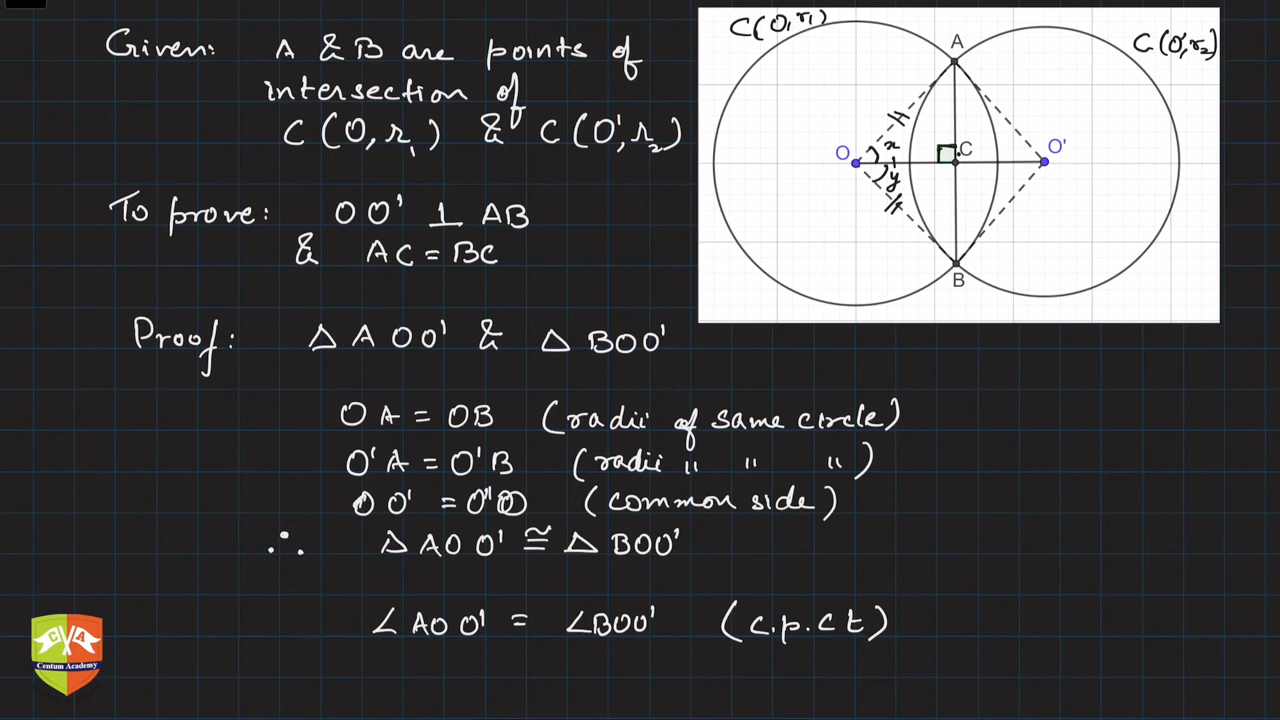 Given: A & B are points of
intersection of
C(O, r₁) & C(O', r₂)
To prove: OO' ⊥ AB
& AC = BC
Proof: △ AOO' & △ BOO'
OA = OB (radii of same circle)
O'A = O'B (radii " " ")
OO' = O'O (common side)
∴ △ AOO' ≅ △ BOO'
∠AOO' = ∠BOO' (c.p.c t)
C(O, r₁)
C(O', r₂)
A
x
O
C
O'
y
B
C A
Centum Academy